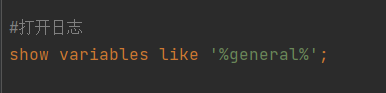 #打开日志
show variables like '%general%';